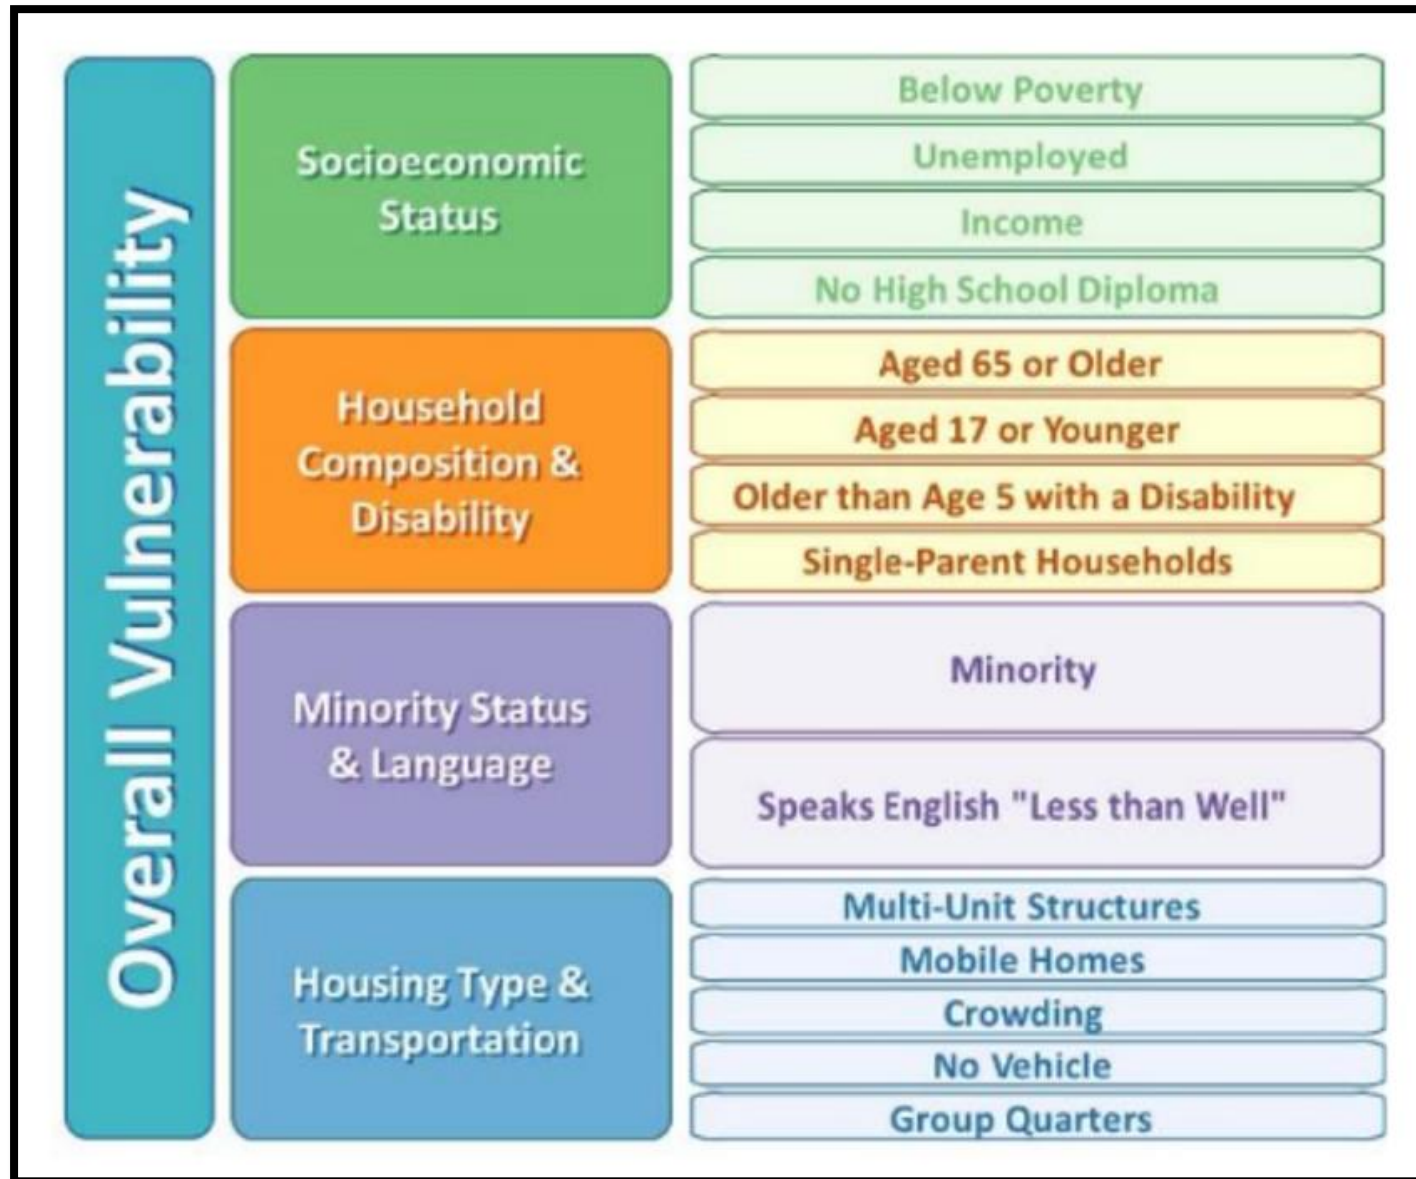 Overall Vulnerability
Socioeconomic
Status
Below Poverty
Unemployed
Income
No High School Diploma
Household
Composition &
Disability
Aged 65 or Older
Aged 17 or Younger
Older than Age 5 with a Disability
Single-Parent Households
Minority Status
& Language
Minority
Speaks English "Less than Well"
Housing Type &
Transportation
Multi-Unit Structures
Mobile Homes
Crowding
No Vehicle
Group Quarters